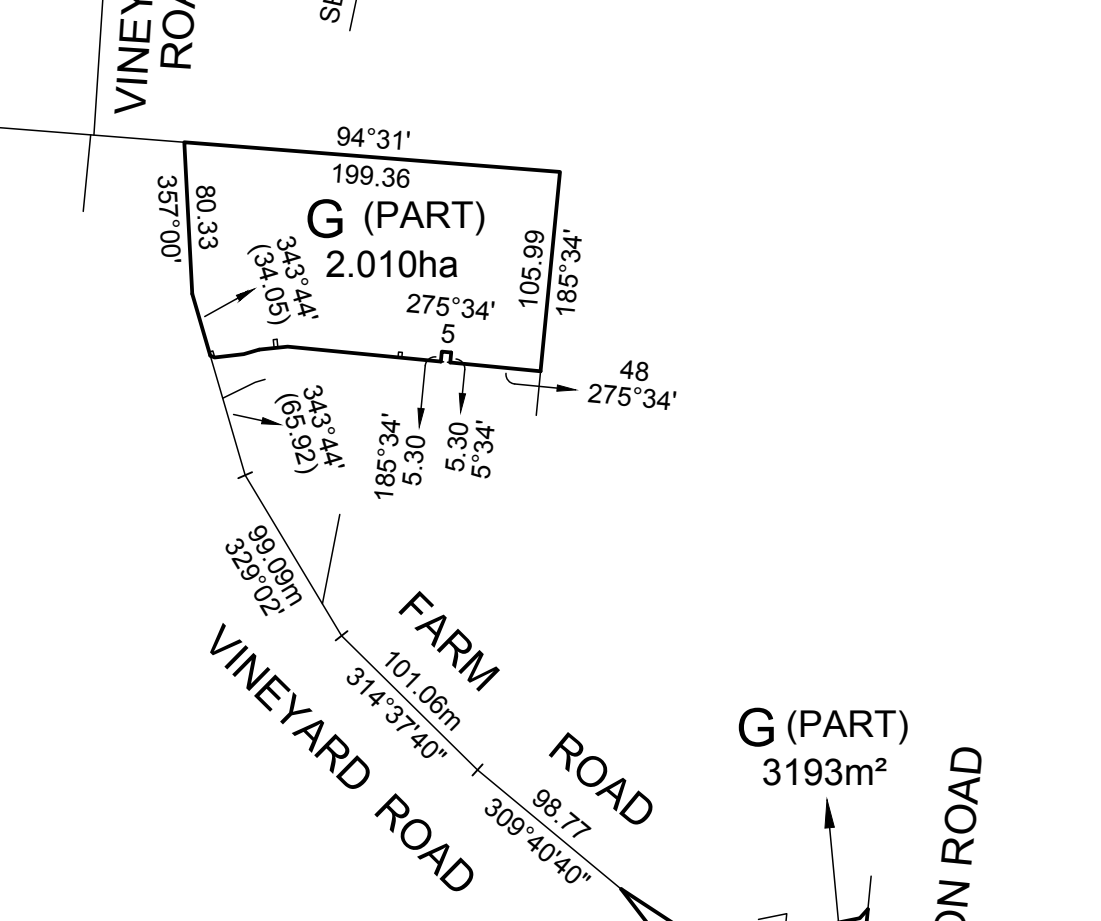 VINEY
ROA
SE
94°31'
199.36
357°00'
80.33
G (PART)
2.010ha
105.99
185°34'
343°44'
(34.05)
275°34'
5
48
275°34'
343°44'
(65.92)
185°34'
5.30
5.30
5°34'
99.09m
329°02'
FARM
ROAD
VINEYARD ROAD
101.06m
314°37'40"
98.77
309°40'40"
G (PART)
3193m²
ON ROAD